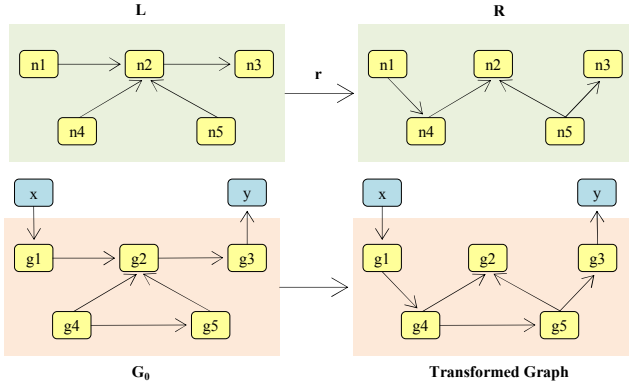 L R
n1 n2 n3 n1 n2 n3
r
n4 n5 n4 n5
x y x y
g1 g2 g3 g1 g2 g3
g4 g5 g4 g5
G₀ Transformed Graph